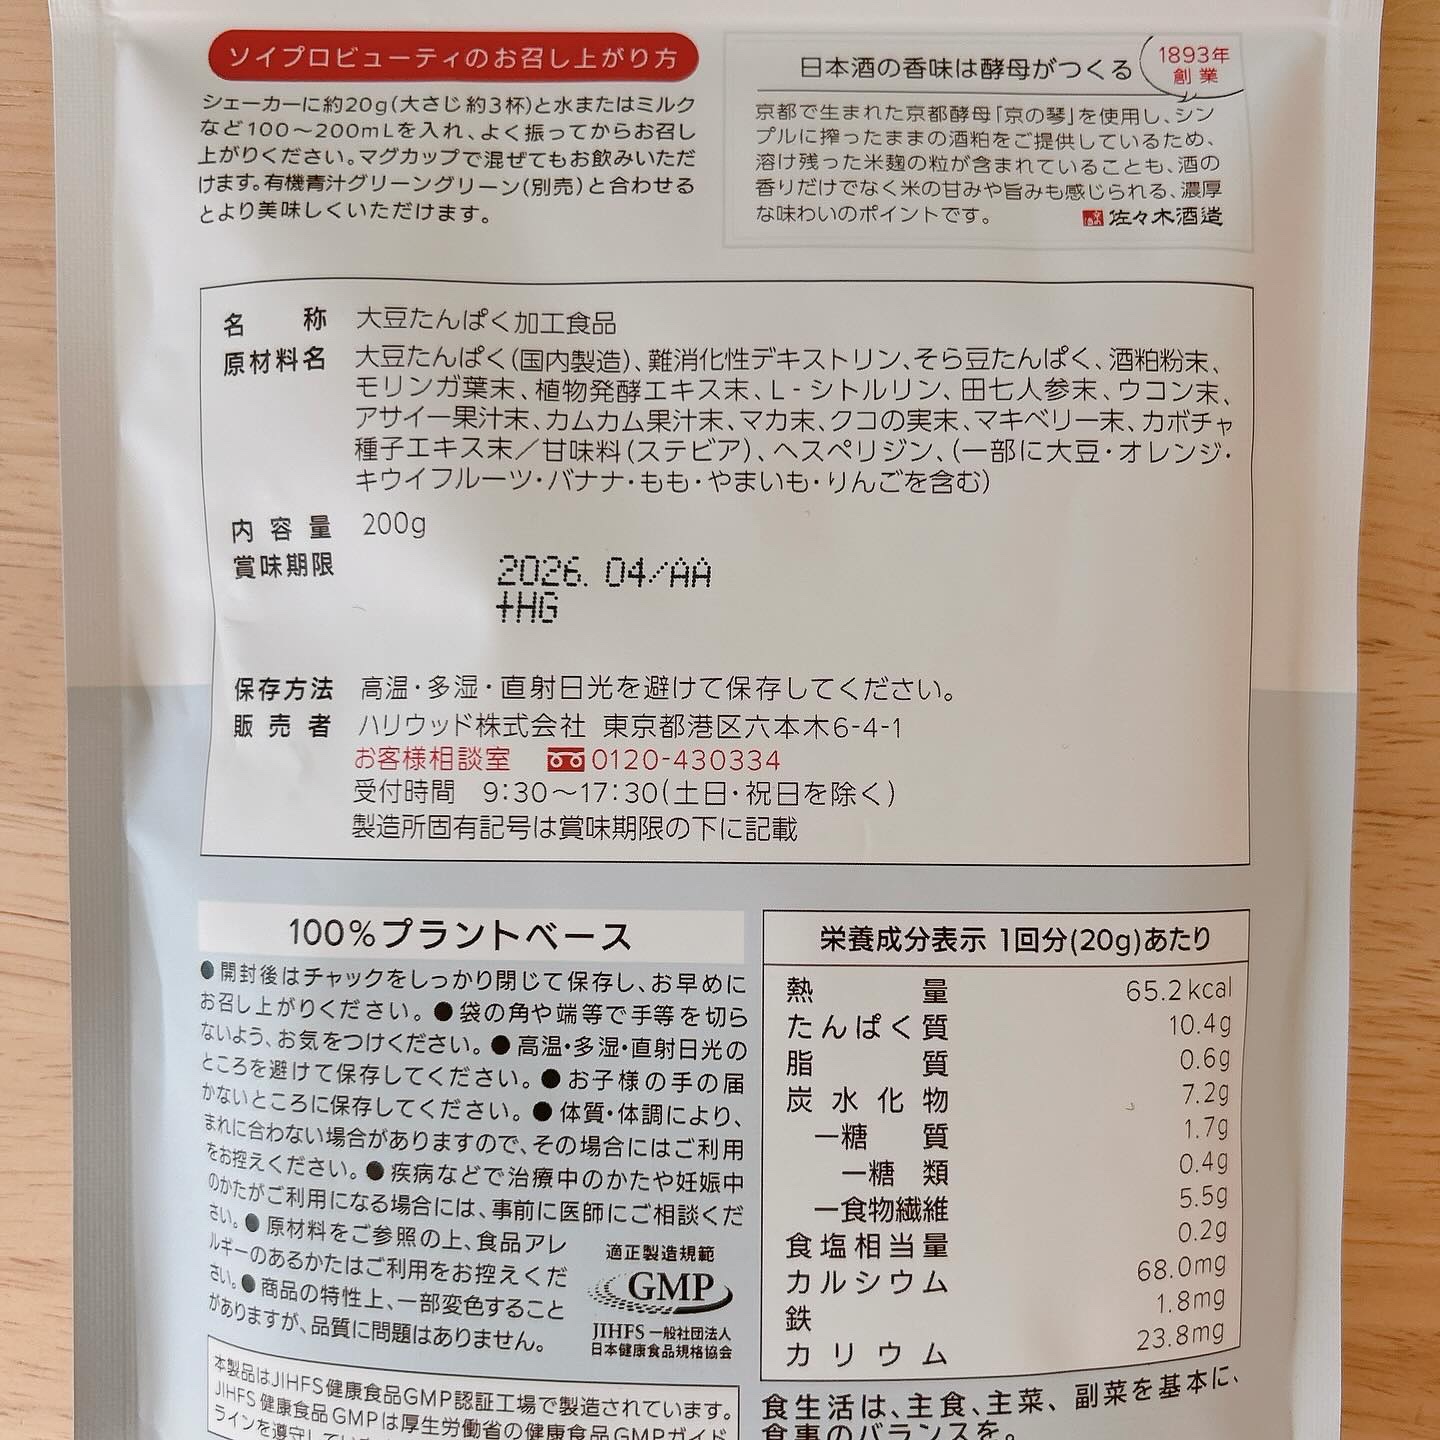 ソイプロビューティのお召し上がり方
シェーカーに約20g(大さじ約3杯)と水またはミルク
など100〜200mLを入れ、よく振ってからお召し
上がりください。マグカップで混ぜてもお飲みいただ
けます。有機青汁グリーングリーン(別売)と合わせる
とより美味しくいただけます。
日本酒の香味は酵母がつくる
1893年
創業
京都で生まれた京都酵母「京の琴」を使用し、シン
プルに搾ったままの酒粕をご提供しているため、
溶け残った米麹の粒が含まれていることも、酒の
香りだけでなく米の甘みや旨みも感じられる、濃厚
な味わいのポイントです。
佐々木酒造
名称 大豆たんぱく加工食品
原材料名 大豆たんぱく(国内製造)、難消化性デキストリン、そら豆たんぱく、酒粕粉末、
モリンガ葉末、植物発酵エキス末、L-シトルリン、田七人参末、ウコン末、
アサイー果汁末、カムカム果汁末、マカ末、クコの実末、マキベリー末、カボチャ
種子エキス末／甘味料(ステビア)、ヘスペリジン、(一部に大豆・オレンジ・
キウイフルーツ・バナナ・もも・やまいも・りんごを含む)
内容量 200g
賞味期限
2026. 04/AA
+HG
保存方法 高温・多湿・直射日光を避けて保存してください。
販売者 ハリウッド株式会社 東京都港区六本木6-4-1
お客様相談室 0120-430334
受付時間 9:30〜17:30(土日・祝日を除く)
製造所固有記号は賞味期限の下に記載
100%プラントベース
●開封後はチャックをしっかり閉じて保存し、お早めに
お召し上がりください。●袋の角や端等で手等を切ら
ないよう、お気をつけください。●高温・多湿・直射日光の
ところを避けて保存してください。●お子様の手の届
かないところに保存してください。●体質・体調により、
まれに合わない場合がありますので、その場合にはご利用
をお控えください。●疾病などで治療中のかたや妊娠中
のかたがご利用になる場合には、事前に医師にご相談くだ
さい。●原材料をご参照の上、食品アレ
ルギーのあるかたはご利用をお控えくだ
さい。●商品の特性上、一部変色すること
がありますが、品質に問題はありません。
適正製造規範
GMP
JIHFS 一般社団法人
日本健康食品規格協会
本製品はJIHFS健康食品GMP認証工場で製造されています。
JIHFS 健康食品 GMPは厚生労働省の健康食品GMPガイド
ラインを遵守して
栄養成分表示 1回分(20g)あたり
熱量 65.2kcal
たんぱく質 10.4g
脂質 0.6g
炭水化物 7.2g
―糖質 1.7g
―糖類 0.4g
―食物繊維 5.5g
食塩相当量 0.2g
カルシウム 68.0mg
鉄 1.8mg
カリウム 23.8mg
食生活は、主食、主菜、副菜を基本に、
食事のバランスを。